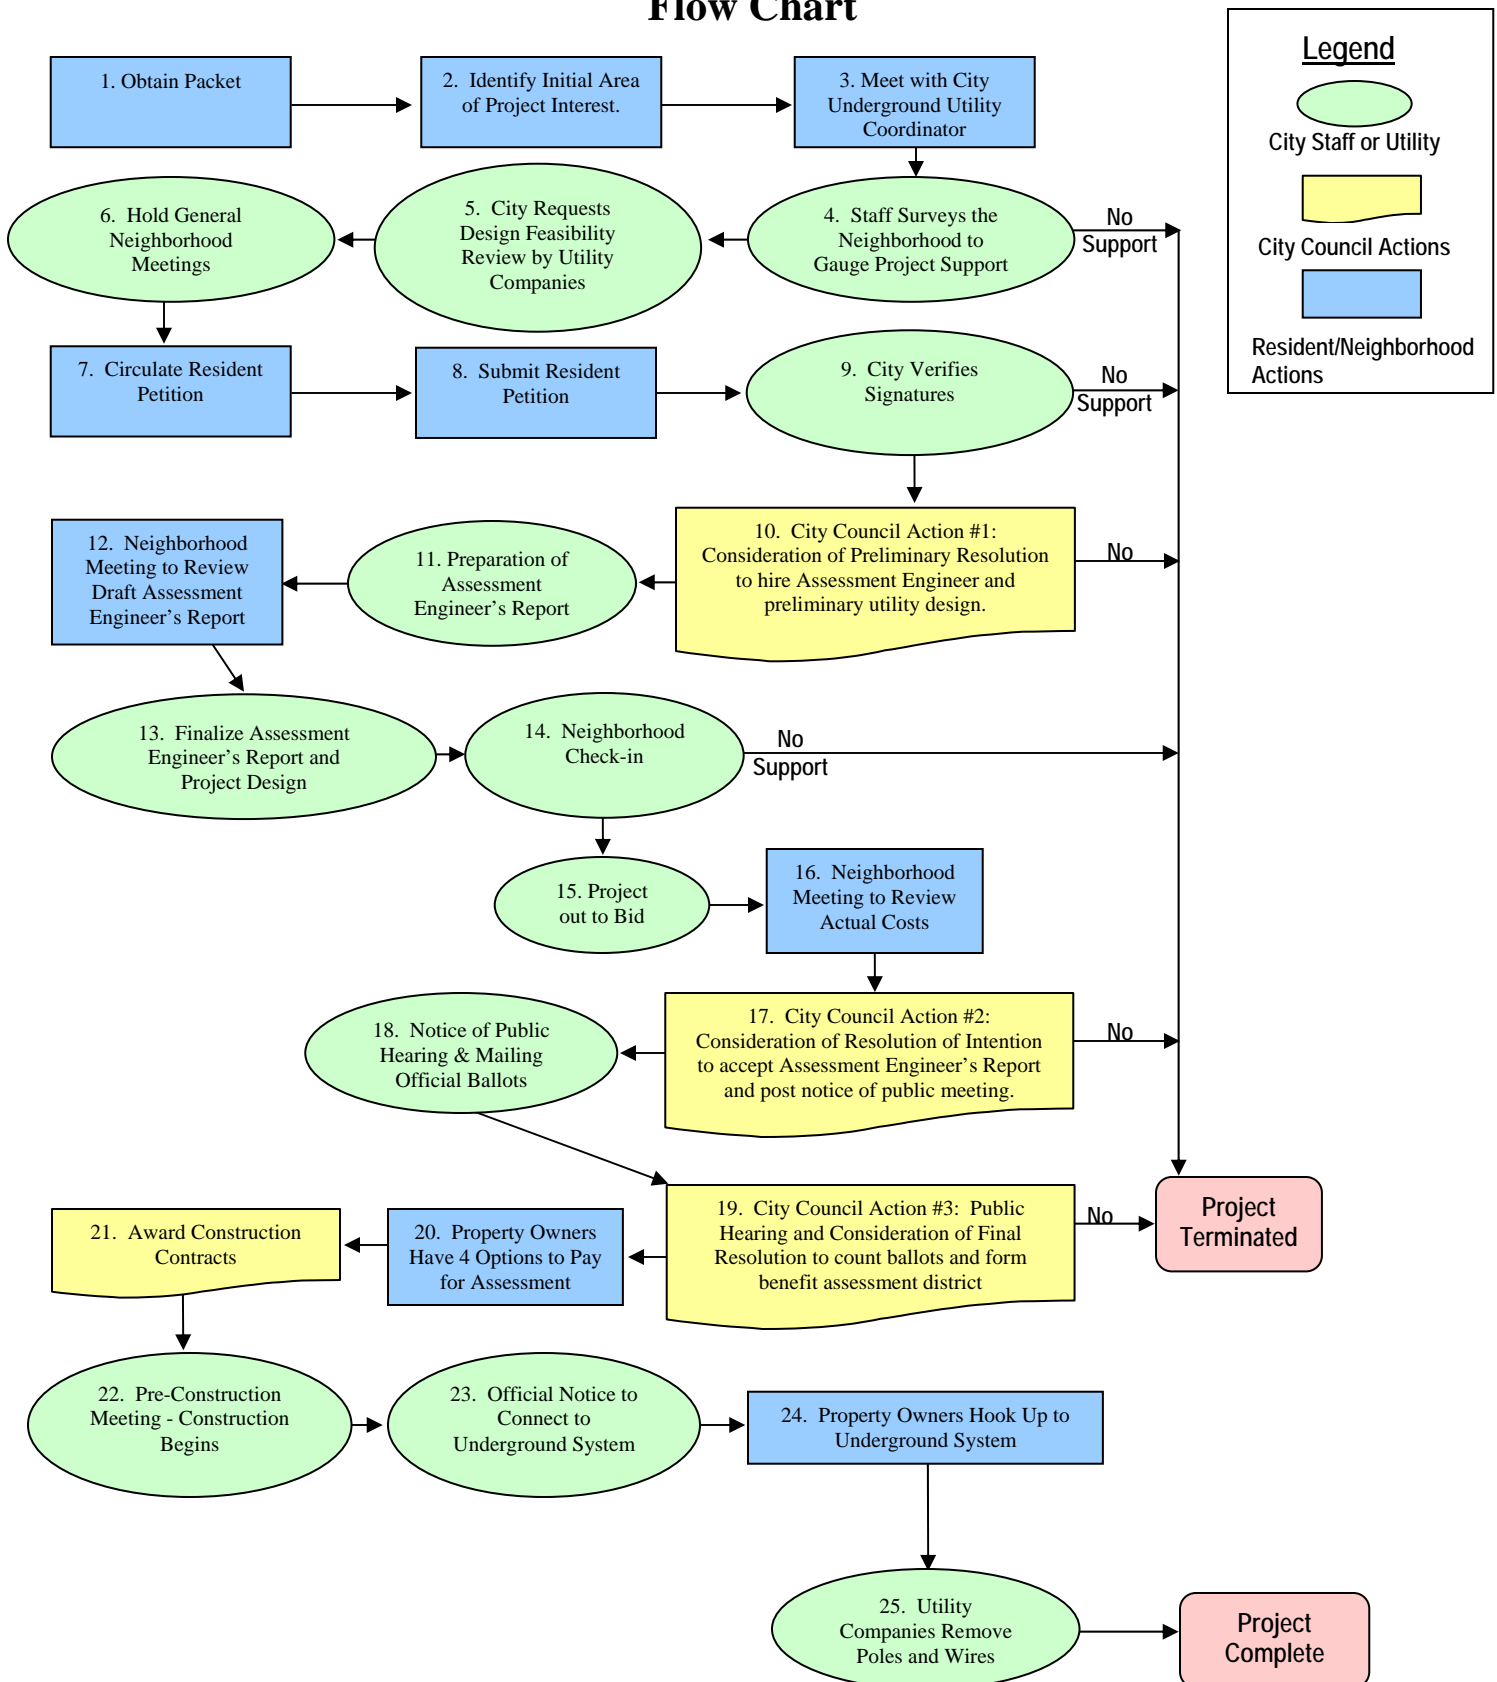 Flow Chart
Legend
City Staff or Utility
City Council Actions
Resident/Neighborhood
Actions
1. Obtain Packet
2. Identify Initial Area
of Project Interest.
3. Meet with City
Underground Utility
Coordinator
4. Staff Surveys the
Neighborhood to
Gauge Project Support
No
Support
5. City Requests
Design Feasibility
Review by Utility
Companies
6. Hold General
Neighborhood
Meetings
7. Circulate Resident
Petition
8. Submit Resident
Petition
9. City Verifies
Signatures
No
Support
10. City Council Action #1:
Consideration of Preliminary Resolution
to hire Assessment Engineer and
preliminary utility design.
No
11. Preparation of
Assessment
Engineer's Report
12. Neighborhood
Meeting to Review
Draft Assessment
Engineer's Report
13. Finalize Assessment
Engineer's Report and
Project Design
14. Neighborhood
Check-in
No
Support
15. Project
out to Bid
16. Neighborhood
Meeting to Review
Actual Costs
17. City Council Action #2:
Consideration of Resolution of Intention
to accept Assessment Engineer's Report
and post notice of public meeting.
No
18. Notice of Public
Hearing & Mailing
Official Ballots
19. City Council Action #3: Public
Hearing and Consideration of Final
Resolution to count ballots and form
benefit assessment district
No
Project
Terminated
20. Property Owners
Have 4 Options to Pay
for Assessment
21. Award Construction
Contracts
22. Pre-Construction
Meeting - Construction
Begins
23. Official Notice to
Connect to
Underground System
24. Property Owners Hook Up to
Underground System
25. Utility
Companies Remove
Poles and Wires
Project
Complete